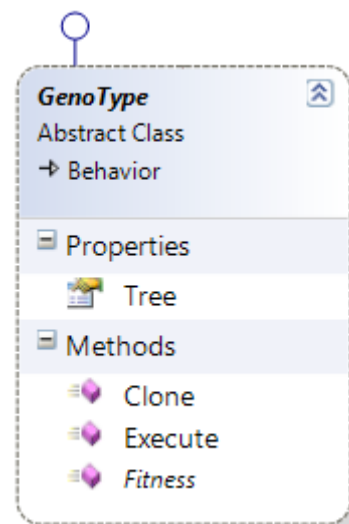 GenoType
Abstract Class
Behavior
Properties
Tree
Methods
Clone
Execute
Fitness